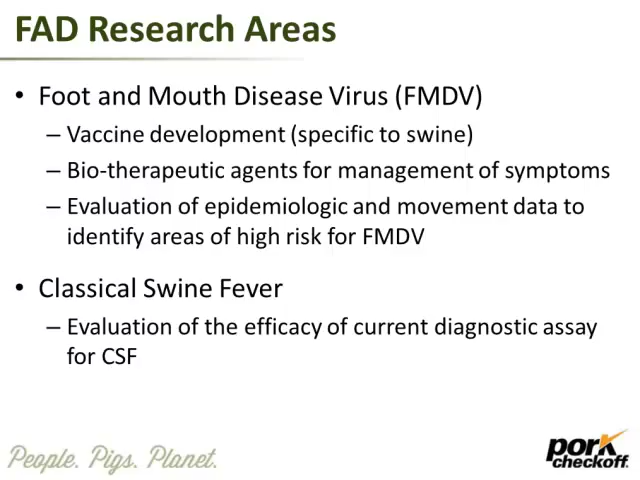 FAD Research Areas
• Foot and Mouth Disease Virus (FMDV)
– Vaccine development (specific to swine)
– Bio-therapeutic agents for management of symptoms
– Evaluation of epidemiologic and movement data to
identify areas of high risk for FMDV
• Classical Swine Fever
– Evaluation of the efficacy of current diagnostic assay
for CSF
People. Pigs. Planet.
pork
checkoff